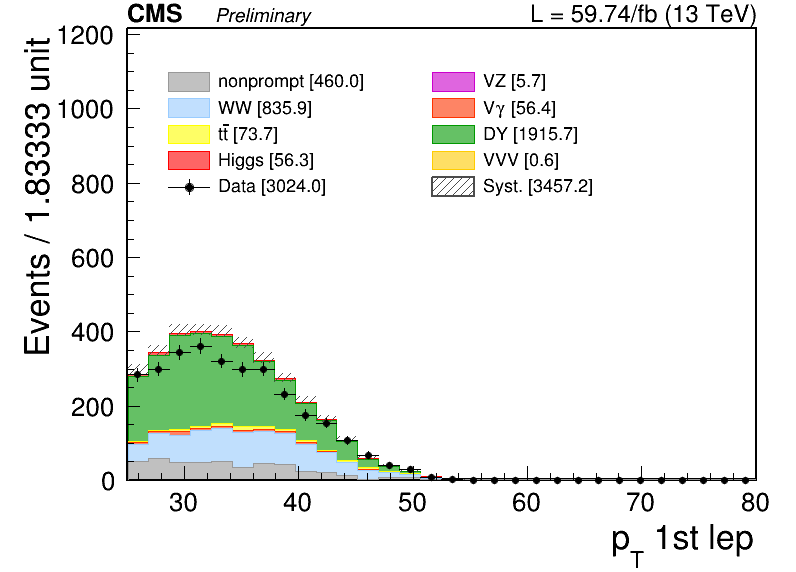 CMS Preliminary L = 59.74/fb (13 TeV)
Events / 1.83333 unit
1200
1000
800
600
400
200
0
nonprompt [460.0]
WW [835.9]
tt̄ [73.7]
Higgs [56.3]
Data [3024.0]
VZ [5.7]
Vγ [56.4]
DY [1915.7]
VVV [0.6]
Syst. [3457.2]
30 40 50 60 70 80
p_T 1st lep